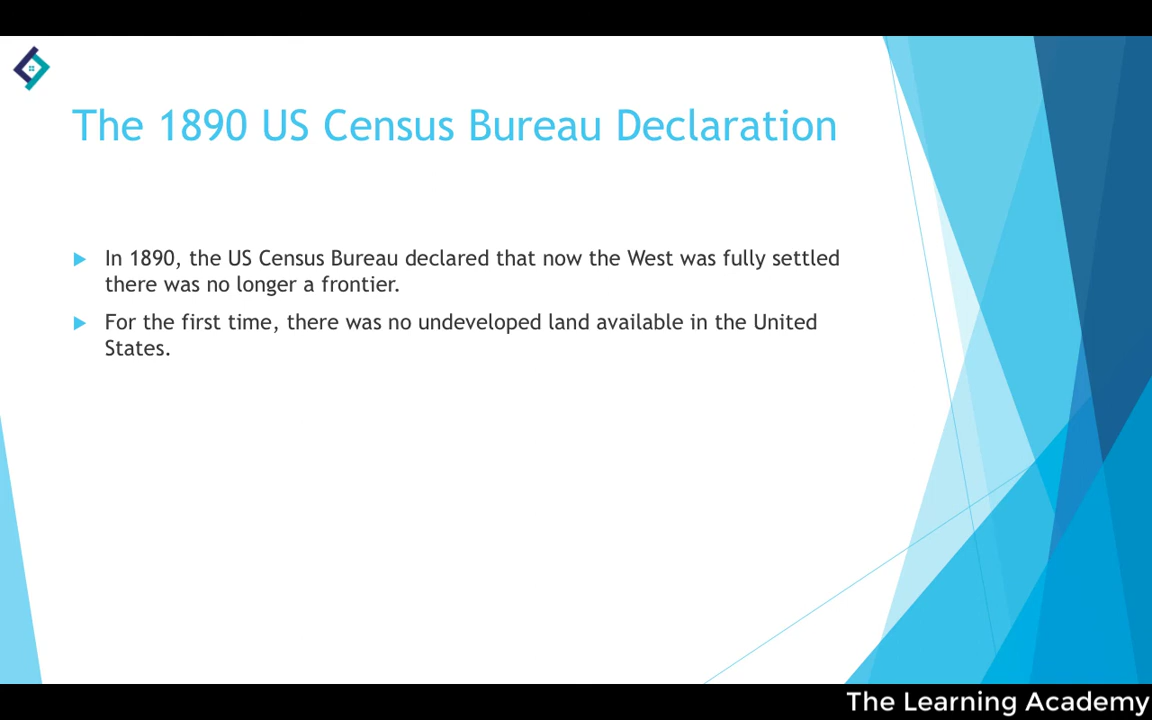 The 1890 US Census Bureau Declaration
In 1890, the US Census Bureau declared that now the West was fully settled
there was no longer a frontier.
For the first time, there was no undeveloped land available in the United
States.
The Learning Academy